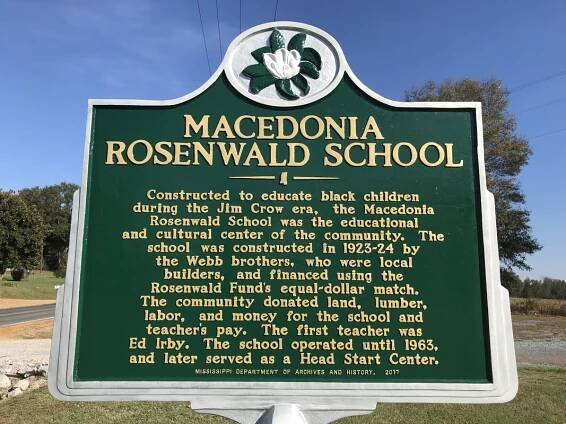 MACEDONIA
ROSENWALD SCHOOL
Constructed to educate black children
during the Jim Crow era, the Macedonia
Rosenwald School was the educational
and cultural center of the community. The
school was constructed in 1923-24 by
the Webb brothers, who were local
builders, and financed using the
Rosenwald Fund's equal-dollar match.
The community donated land, lumber,
labor, and money for the school and
teacher's pay. The first teacher was
Ed Irby. The school operated until 1963,
and later served as a Head Start Center.
MISSISSIPPI DEPARTMENT OF ARCHIVES AND HISTORY, 2017